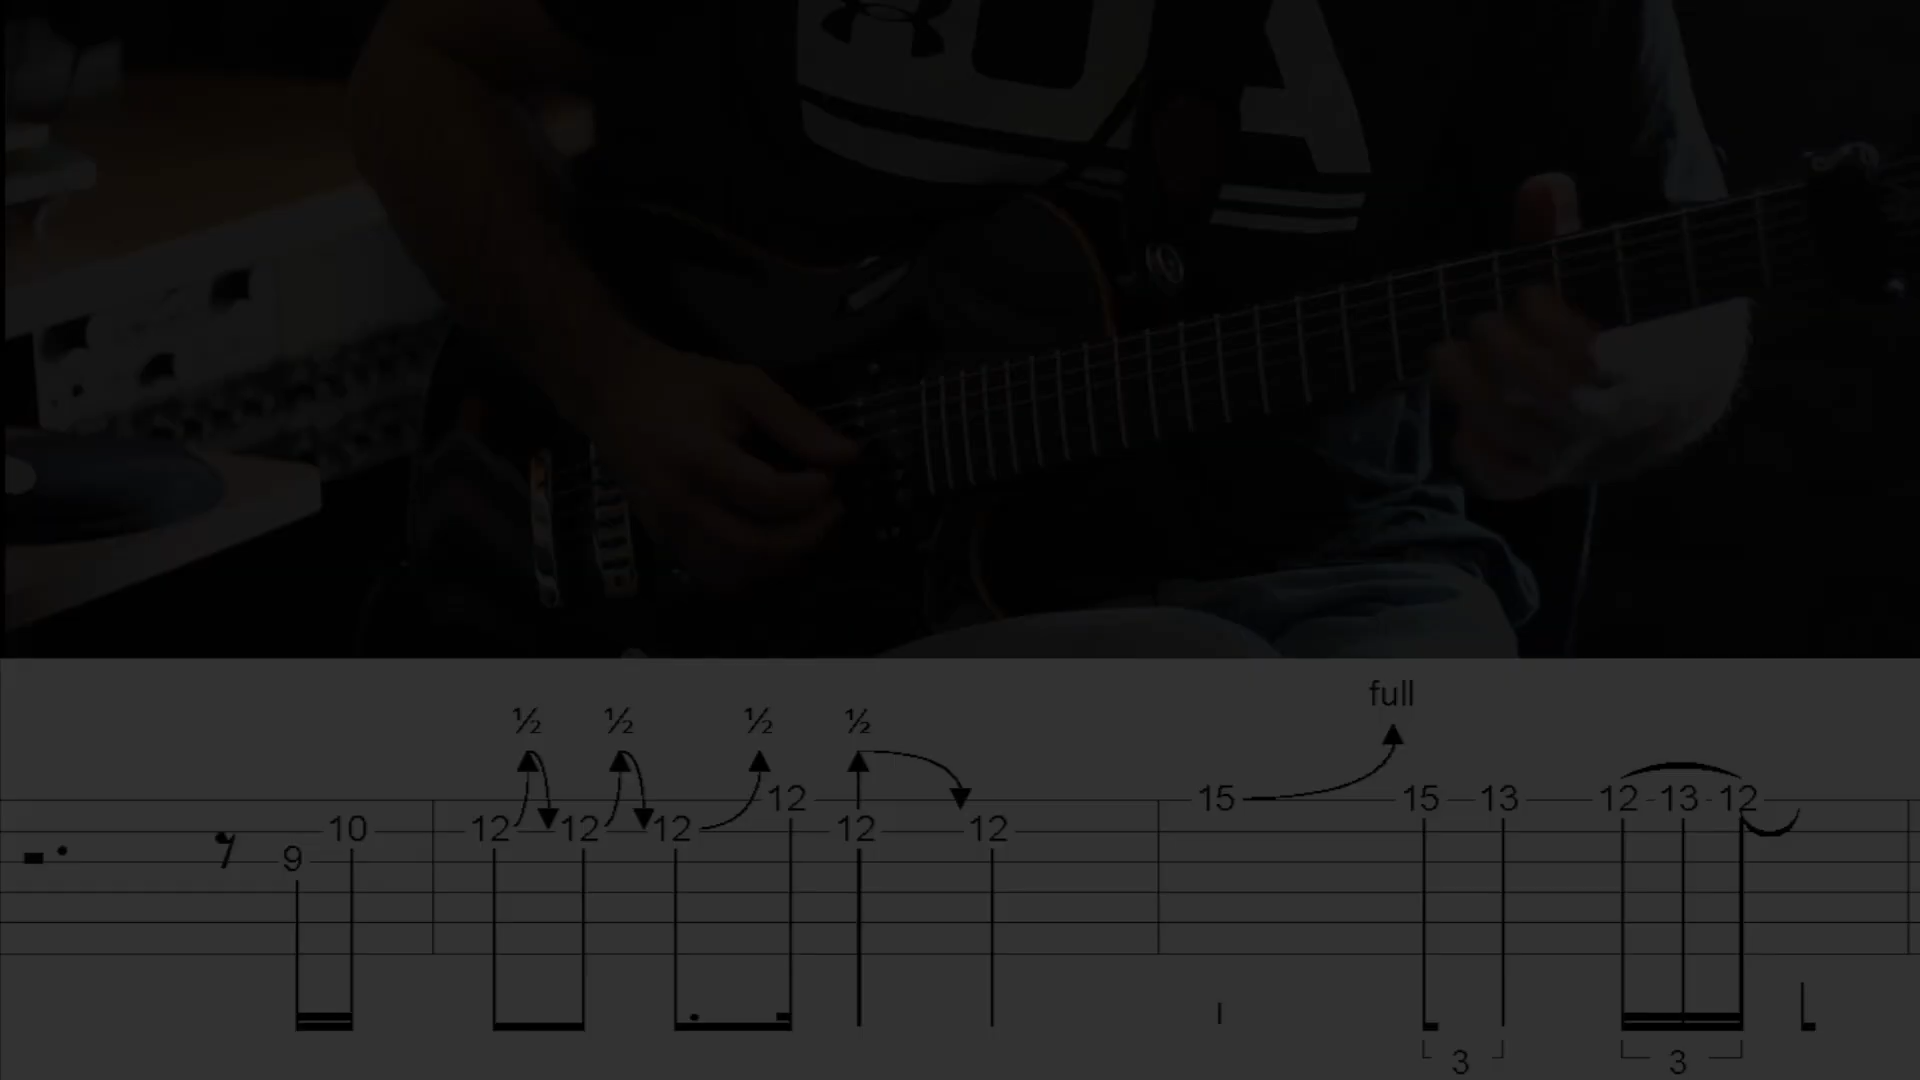 full
½ ½ ½ ½
12 15 15 13 12 13 12
10 12 12 12 12 12
9
3 3